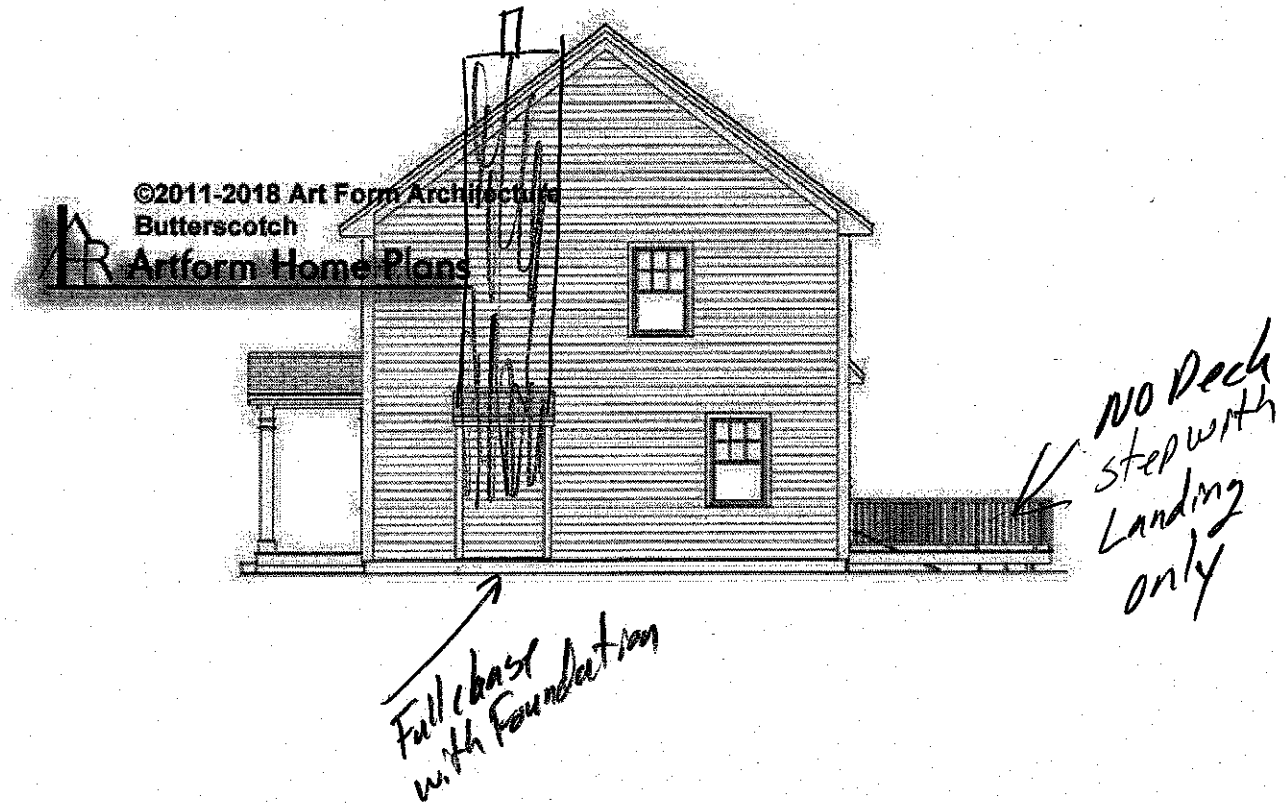 ©2011-2018 Art Form Architecture
Butterscotch
AR Artform Home Plans
NO Deck
step with
Landing
only
Full chase
with Foundation